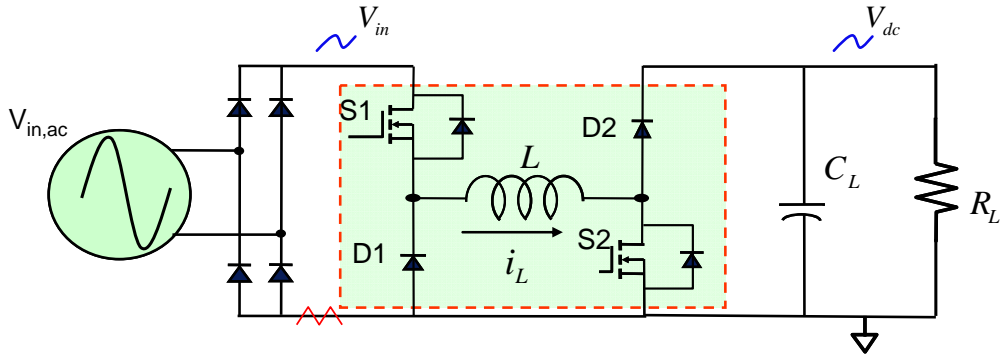 V_in
V_dc
V_in,ac
S1
D2
L
C_L
R_L
D1
S2
i_L